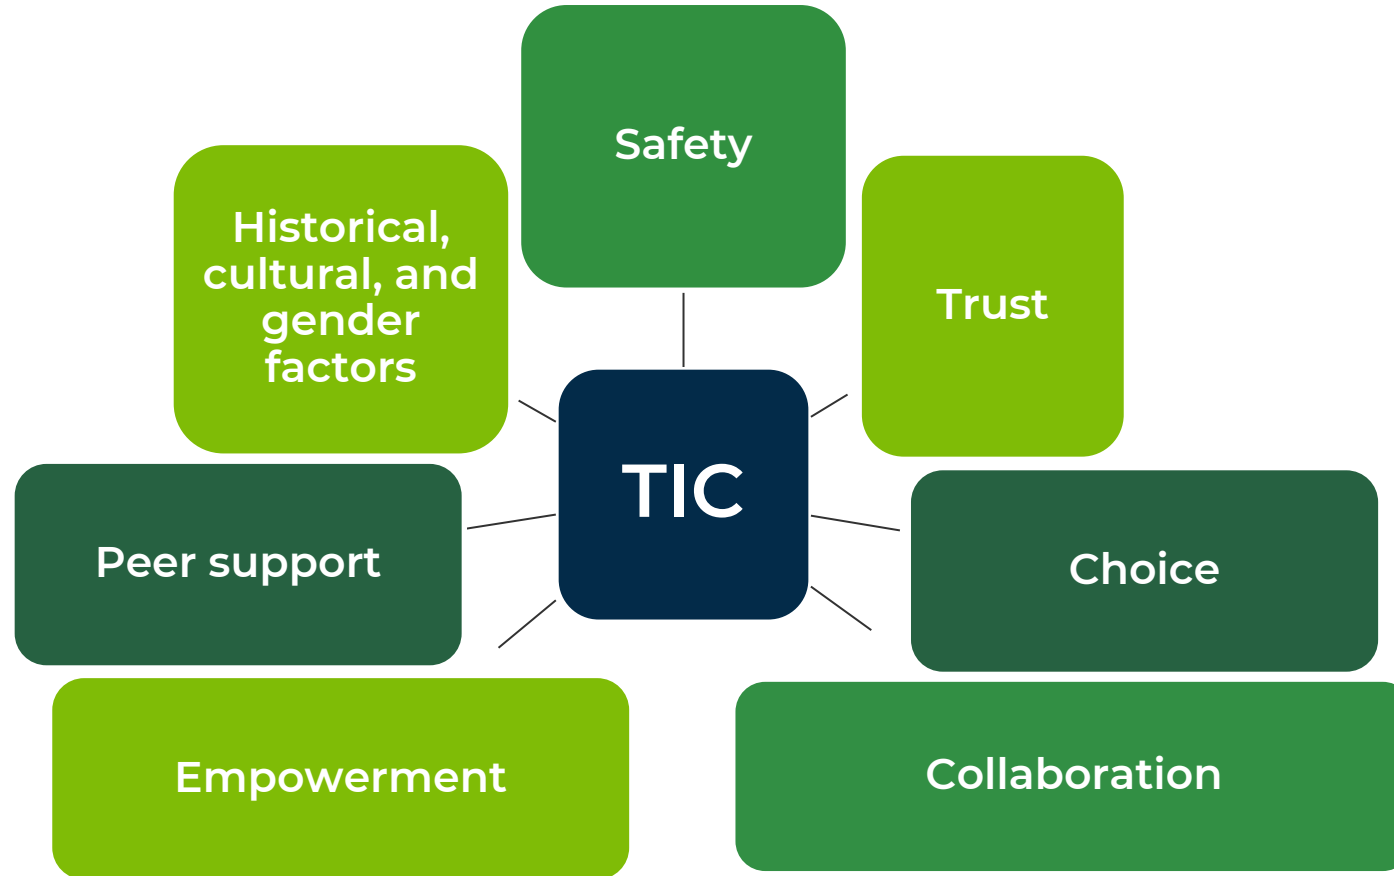 Safety
Historical,
cultural, and
gender
factors
Trust
TIC
Peer support
Choice
Empowerment
Collaboration